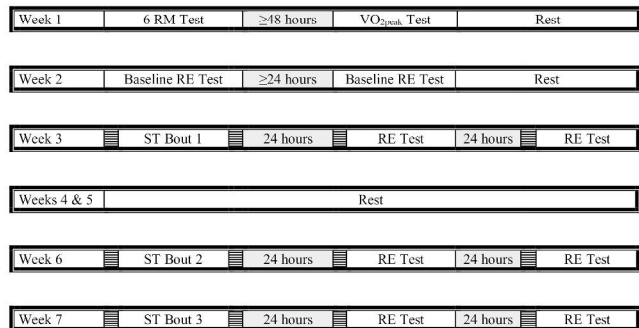 Week 1 6 RM Test ≥48 hours VO2peak Test Rest
Week 2 Baseline RE Test ≥24 hours Baseline RE Test Rest
Week 3 ST Bout 1 24 hours RE Test 24 hours RE Test
Weeks 4 & 5 Rest
Week 6 ST Bout 2 24 hours RE Test 24 hours RE Test
Week 7 ST Bout 3 24 hours RE Test 24 hours RE Test